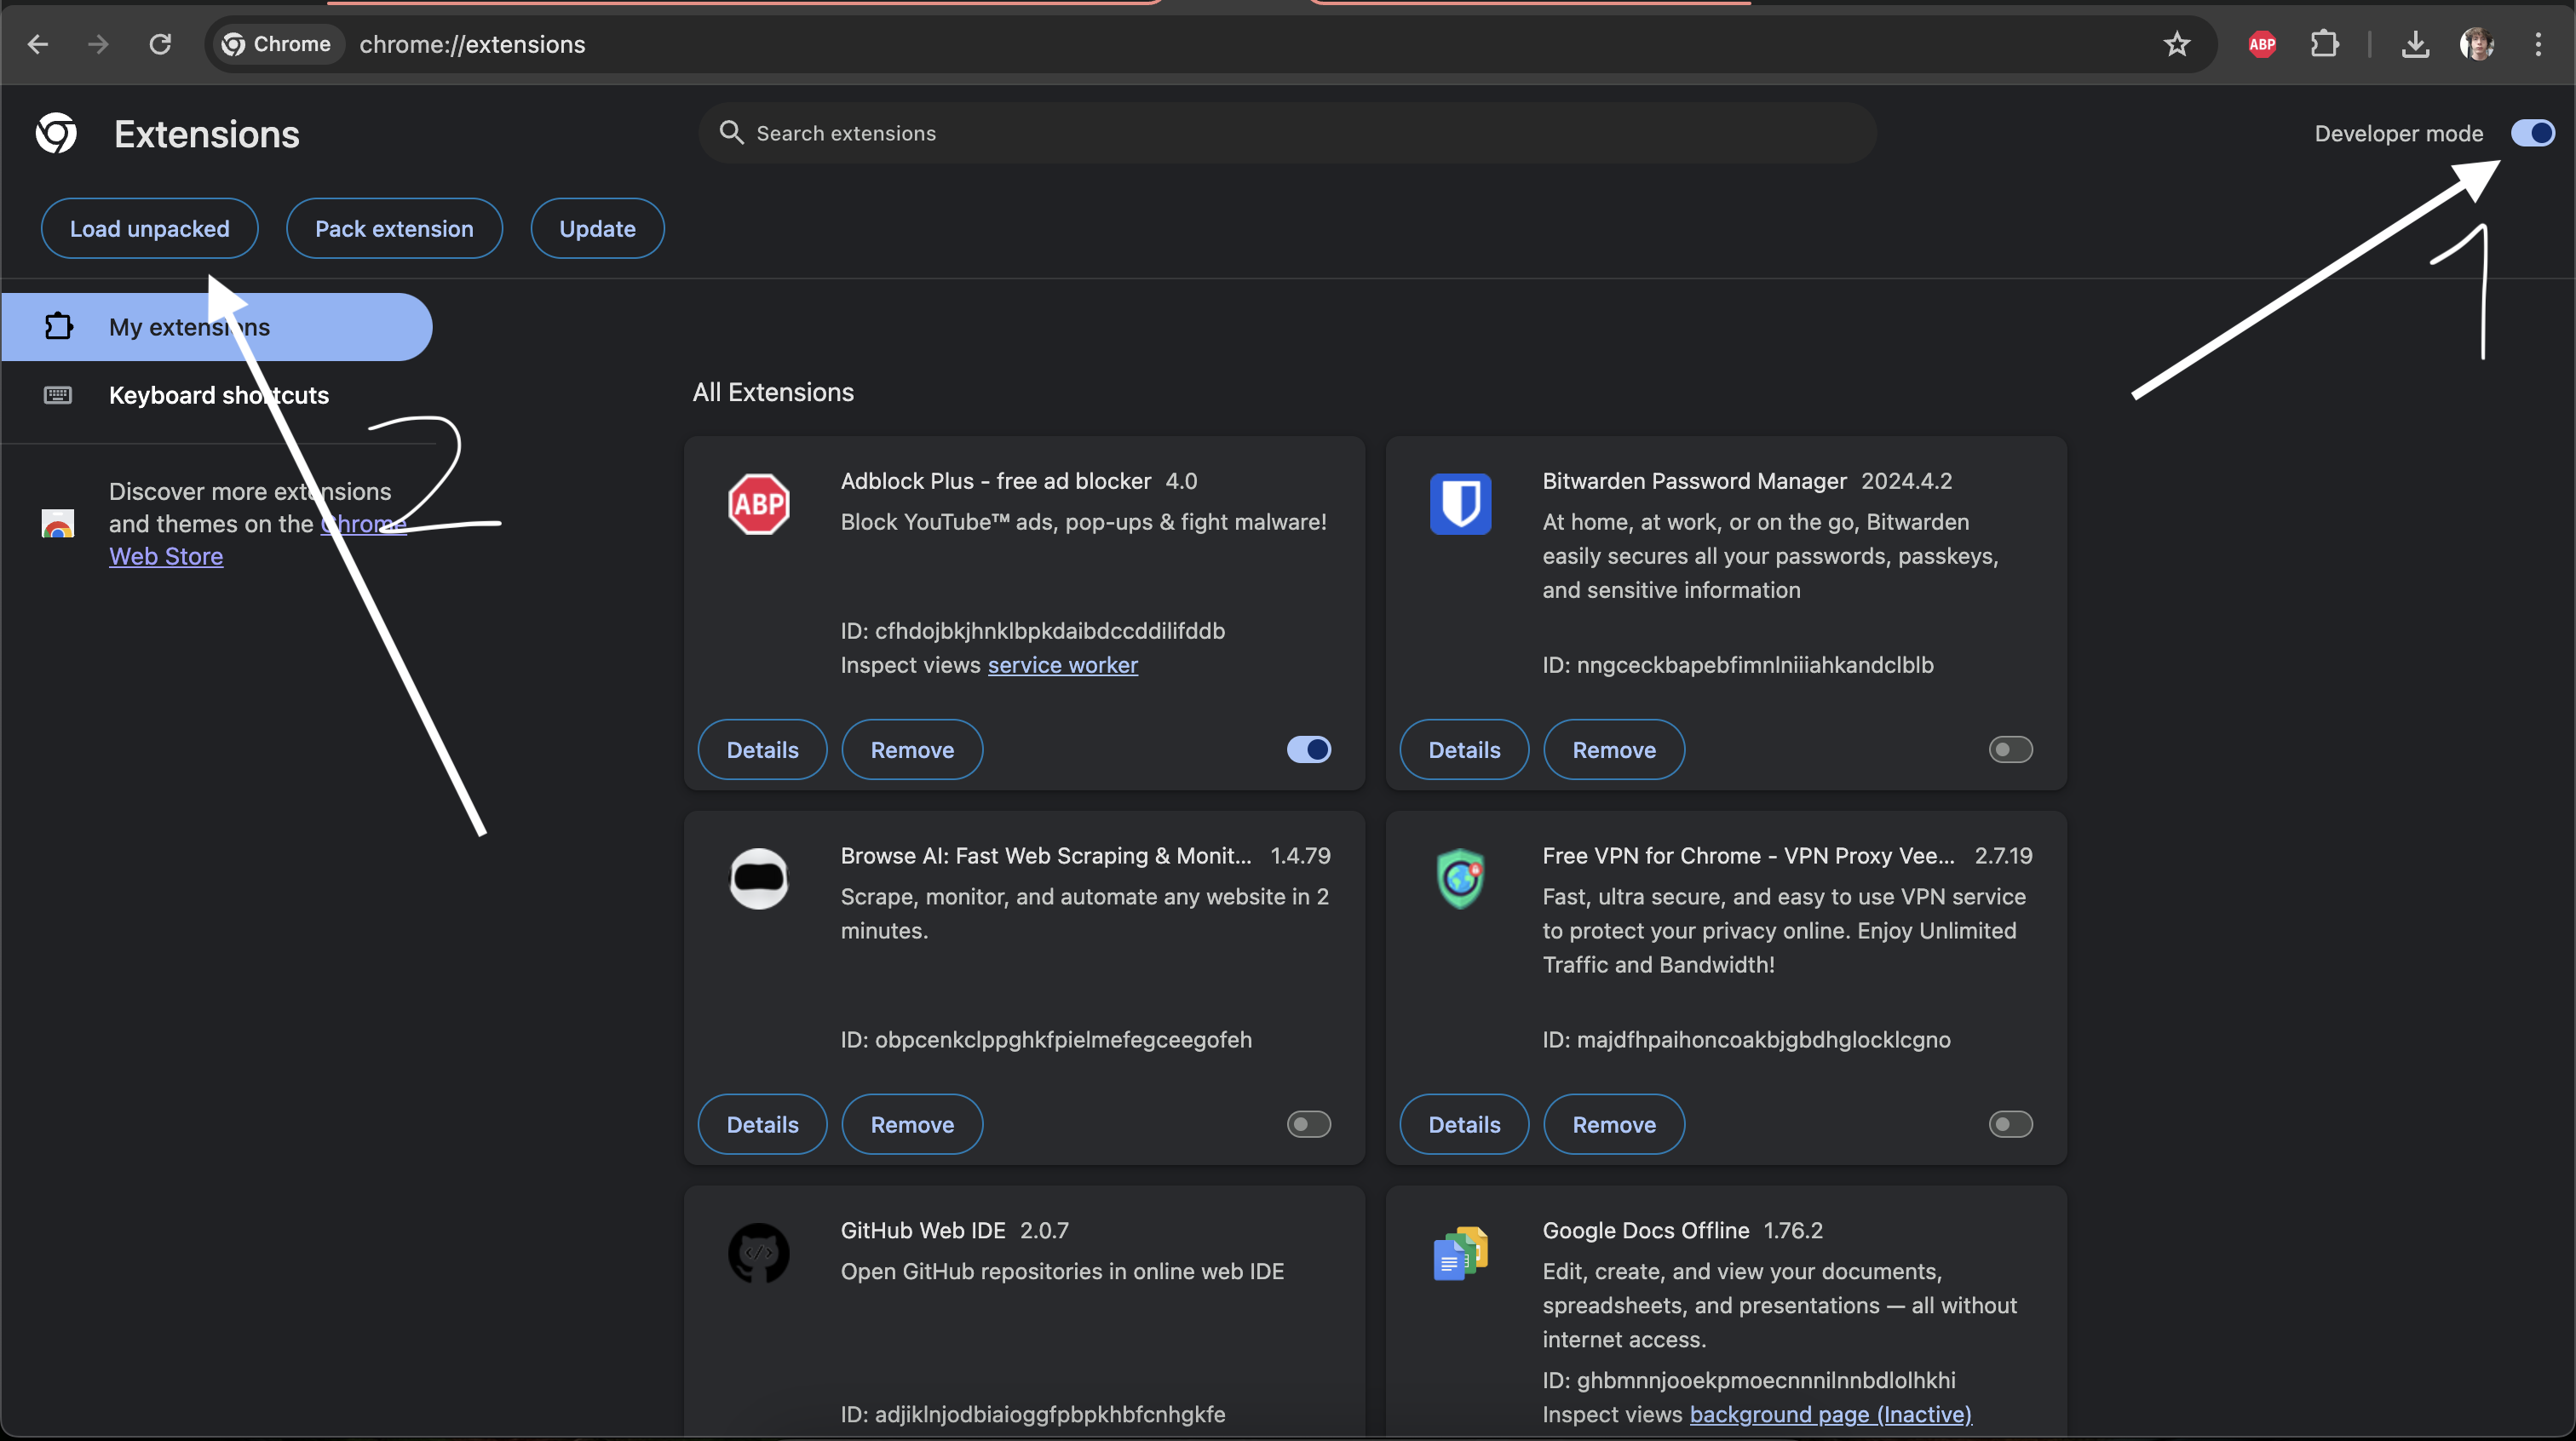 Chrome chrome://extensions
ABP
Extensions
Search extensions
Developer mode
Load unpacked
Pack extension
Update
1
My extensions
Keyboard shortcuts
2
Discover more extensions
and themes on the Chrome
Web Store
All Extensions
ABP
Adblock Plus - free ad blocker 4.0
Block YouTube™ ads, pop-ups & fight malware!
ID: cfhdojbkjhnklbpkdaibdccddilifddb
Inspect views service worker
Details
Remove
Bitwarden Password Manager 2024.4.2
At home, at work, or on the go, Bitwarden
easily secures all your passwords, passkeys,
and sensitive information
ID: nngceckbapebfimnlniiiahkandclblb
Details
Remove
Browse AI: Fast Web Scraping & Monit... 1.4.79
Scrape, monitor, and automate any website in 2
minutes.
ID: obpcenkclppghkfpielmefegceegofeh
Details
Remove
Free VPN for Chrome - VPN Proxy Vee... 2.7.19
Fast, ultra secure, and easy to use VPN service
to protect your privacy online. Enjoy Unlimited
Traffic and Bandwidth!
ID: majdfhpaihoncoakbjgbdhglocklcgno
Details
Remove
GitHub Web IDE 2.0.7
Open GitHub repositories in online web IDE
ID: adjiklnjodbiaioggfpbpkhbfcnhgkfe
Google Docs Offline 1.76.2
Edit, create, and view your documents,
spreadsheets, and presentations — all without
internet access.
ID: ghbmnnjooekpmoecnnnilnnbdlolhkhi
Inspect views background page (Inactive)